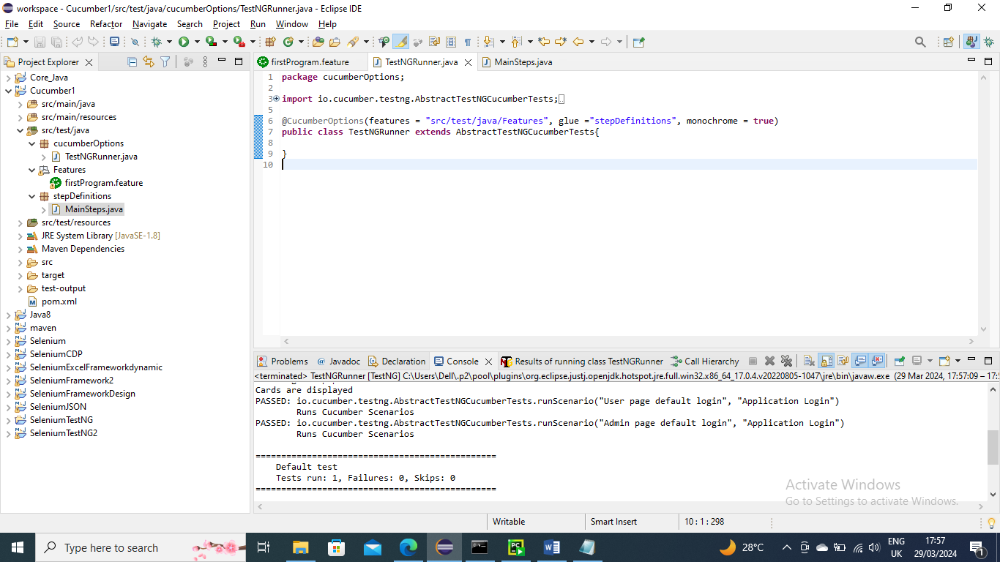 workspace - Cucumber1/src/test/java/cucumberOptions/TestNGRunner.java - Eclipse IDE
File Edit Source Refactor Navigate Search Project Run Window Help
Project Explorer
Core_Java
Cucumber1
src/main/java
src/main/resources
src/test/java
cucumberOptions
TestNGRunner.java
Features
firstProgram.feature
stepDefinitions
MainSteps.java
src/test/resources
JRE System Library [JavaSE-1.8]
Maven Dependencies
src
target
test-output
pom.xml
Java8
maven
Selenium
SeleniumCDP
SeleniumExcelFrameworkdynamic
SeleniumFramework2
SeleniumFrameworkDesign
SeleniumJSON
SeleniumTestNG
SeleniumTestNG2
firstProgram.feature TestNGRunner.java MainSteps.java
1 package cucumberOptions;
2
3 import io.cucumber.testng.AbstractTestNGCucumberTests;
5
6 @CucumberOptions(features = "src/test/java/Features", glue ="stepDefinitions", monochrome = true)
7 public class TestNGRunner extends AbstractTestNGCucumberTests{
8
9 }
10
Problems @ Javadoc Declaration Console Results of running class TestNGRunner Call Hierarchy
<terminated> TestNGRunner [TestNG] C:\Users\Dell\.p2\pool\plugins\org.eclipse.justj.openjdk.hotspot.jre.full.win32.x86_64_17.0.4.v20220805-1047\jre\bin\javaw.exe (29 Mar 2024, 17:57:09 – 17:5
Cards are displayed
PASSED: io.cucumber.testng.AbstractTestNGCucumberTests.runScenario("User page default login", "Application Login")
Runs Cucumber Scenarios
PASSED: io.cucumber.testng.AbstractTestNGCucumberTests.runScenario("Admin page default login", "Application Login")
Runs Cucumber Scenarios
===============================================
Default test
Tests run: 1, Failures: 0, Skips: 0
===============================================
Activate Windows
Go to Settings to activate Windows.
Writable Smart Insert 10 : 1 : 298
Type here to search
28°C
ENG
UK
17:57
29/03/2024
1